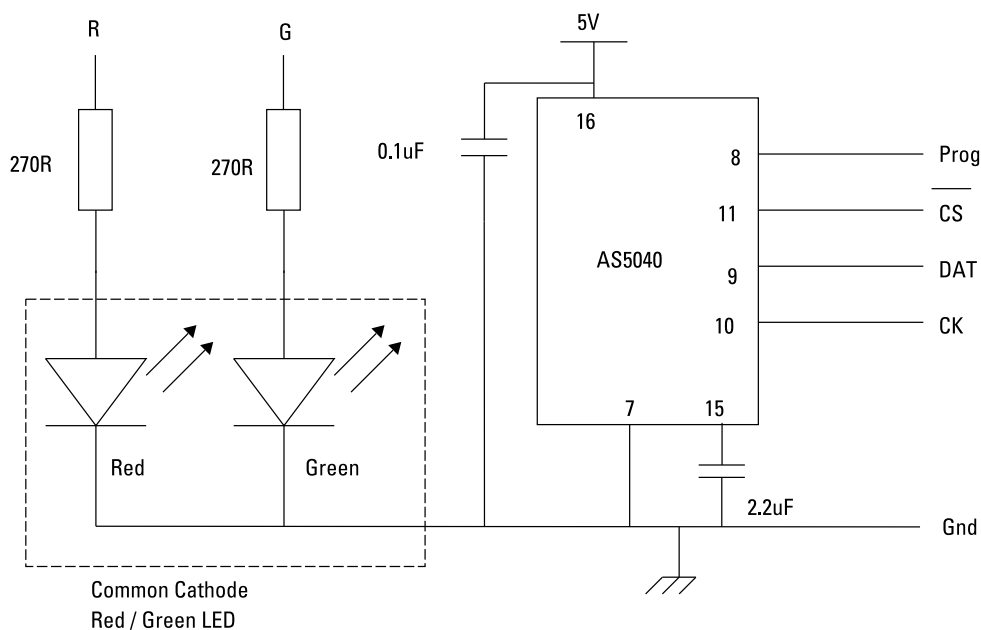 R
G
5V
270R
270R
0.1uF
16
8
Prog
11
CS
AS5040
9
DAT
10
CK
7
15
Red
Green
2.2uF
Gnd
Common Cathode
Red / Green LED